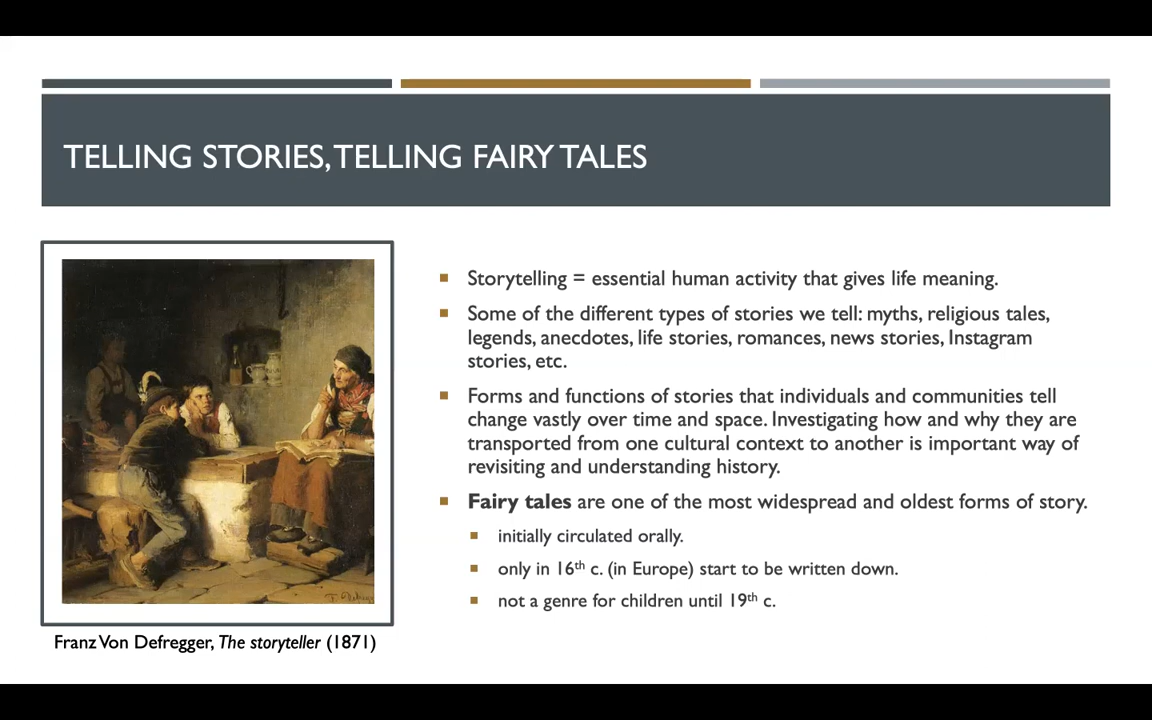 TELLING STORIES, TELLING FAIRY TALES
Storytelling = essential human activity that gives life meaning.
Some of the different types of stories we tell: myths, religious tales,
legends, anecdotes, life stories, romances, news stories, Instagram
stories, etc.
Forms and functions of stories that individuals and communities tell
change vastly over time and space. Investigating how and why they are
transported from one cultural context to another is important way of
revisiting and understanding history.
Fairy tales are one of the most widespread and oldest forms of story.
initially circulated orally.
only in 16th c. (in Europe) start to be written down.
not a genre for children until 19th c.
Franz Von Defregger, The storyteller (1871)